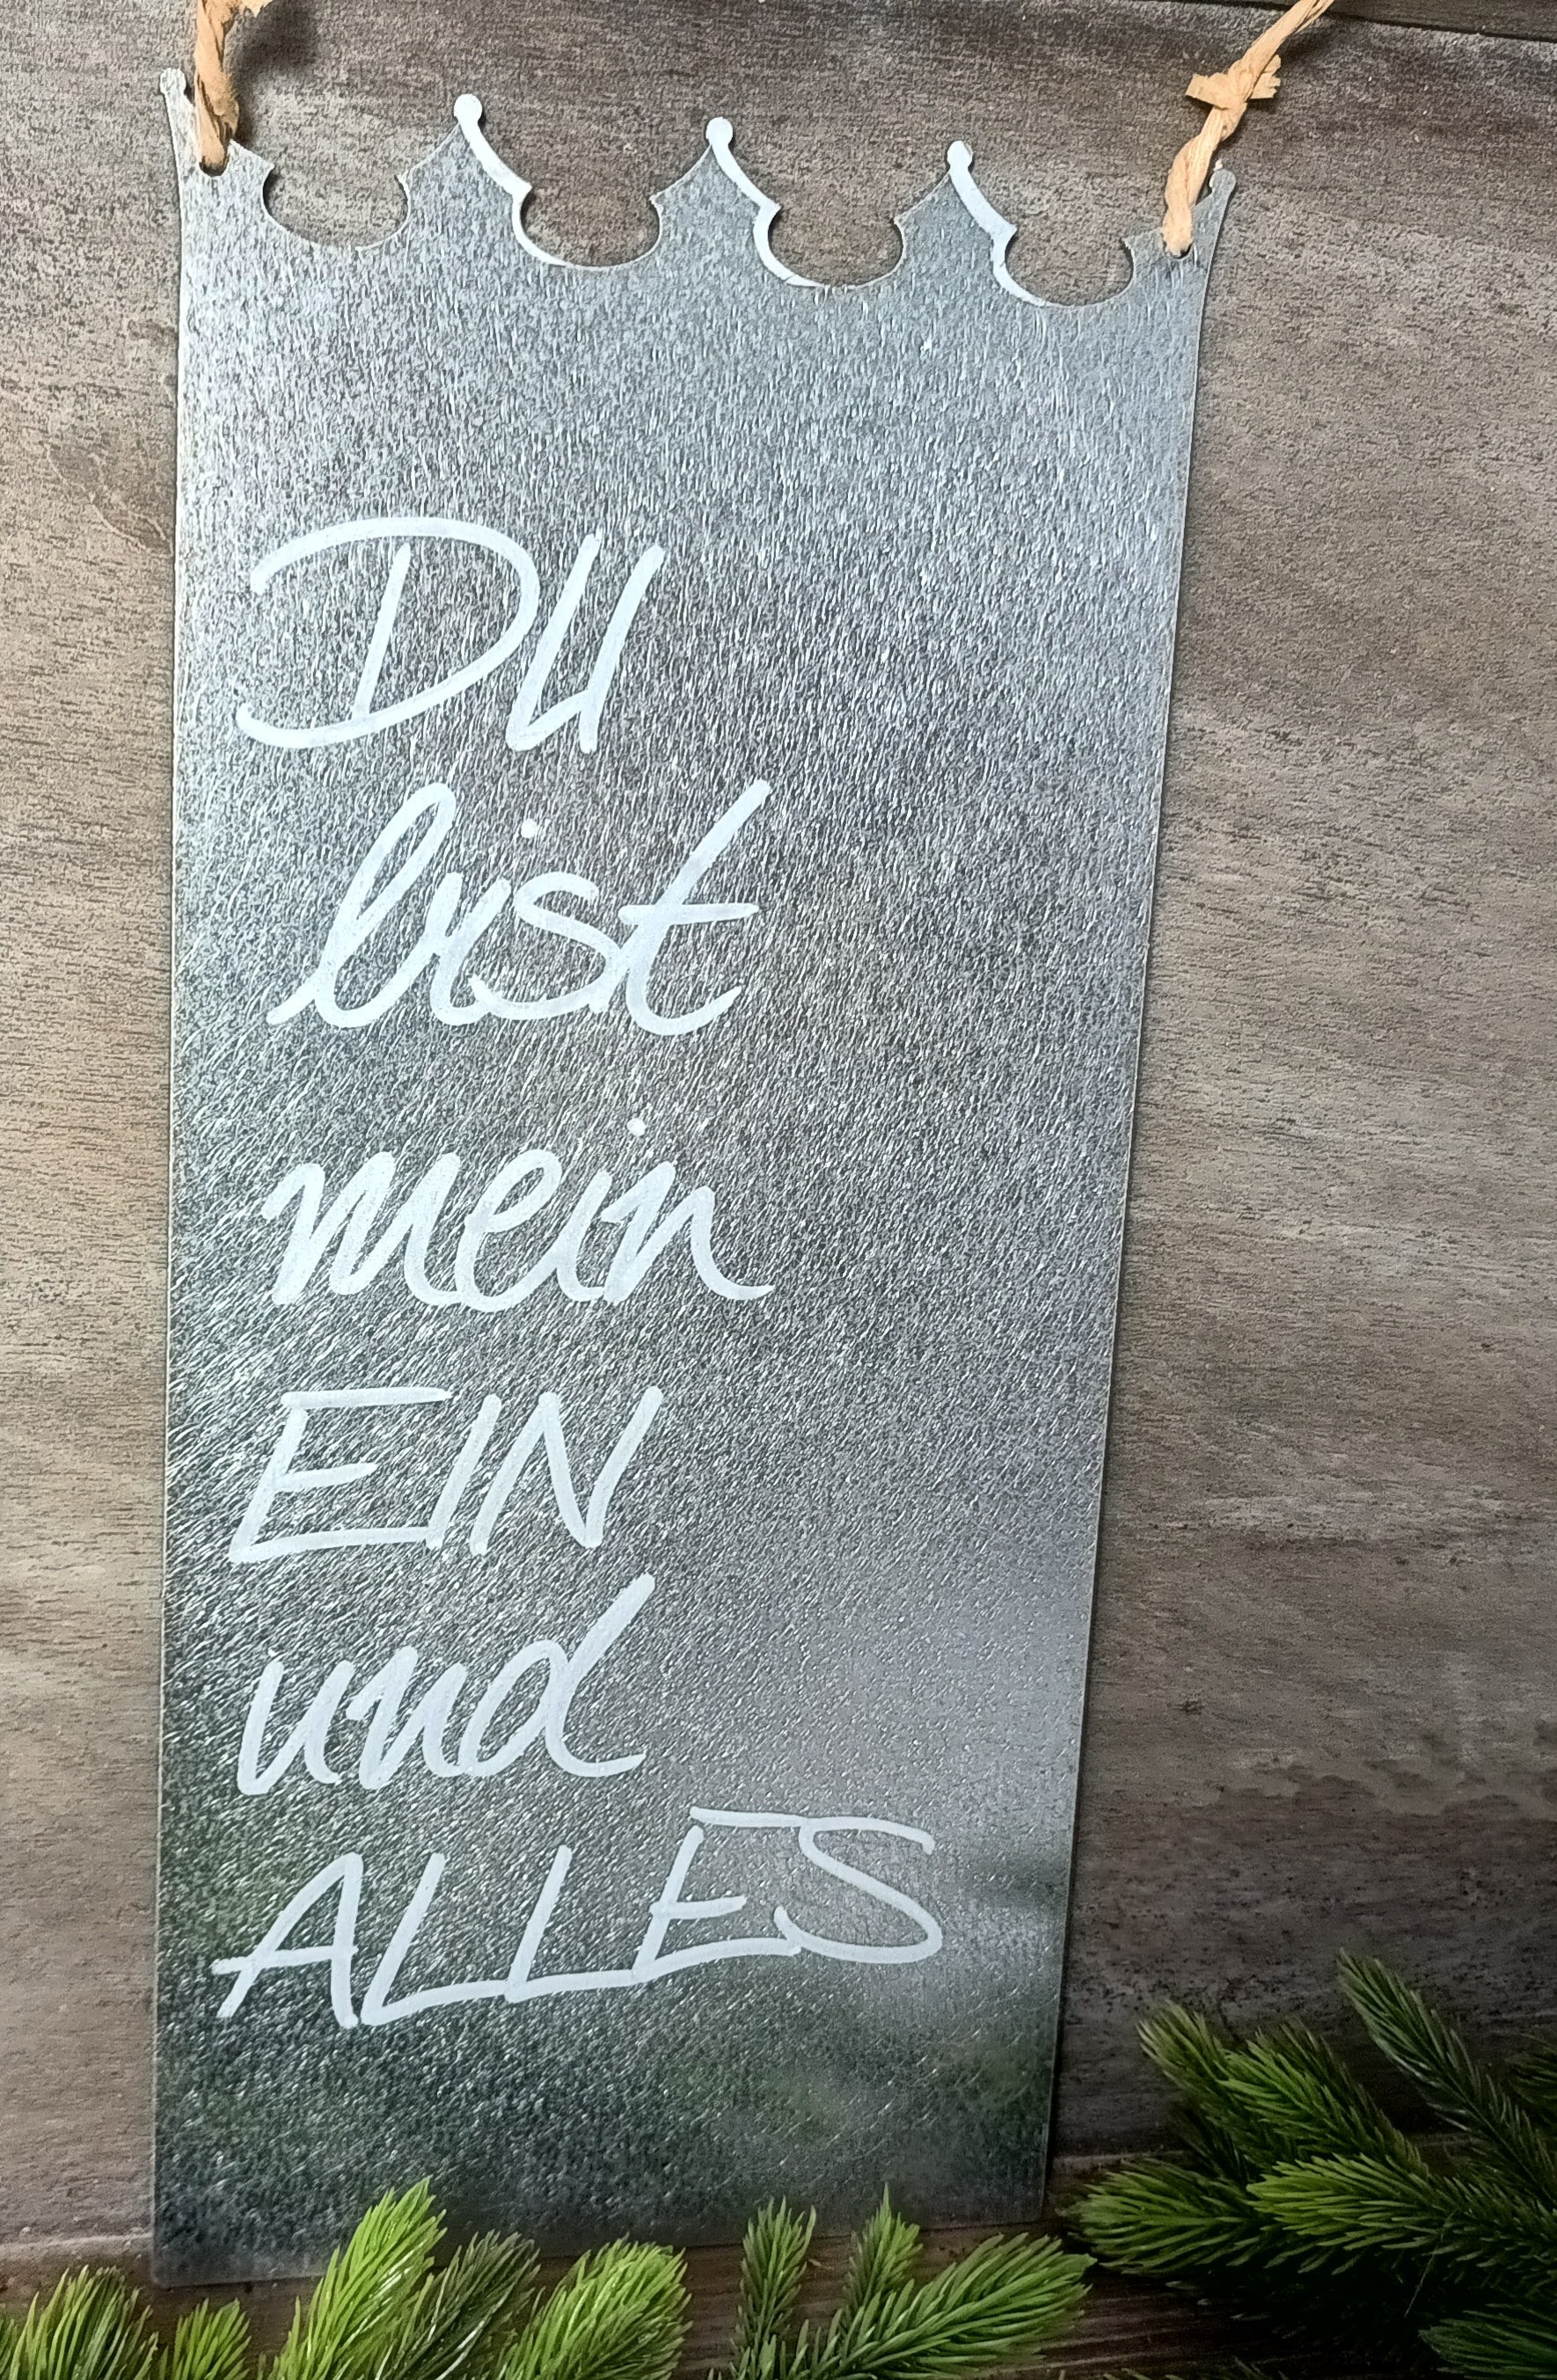 DU
bist
mein
EIN
und
ALLES